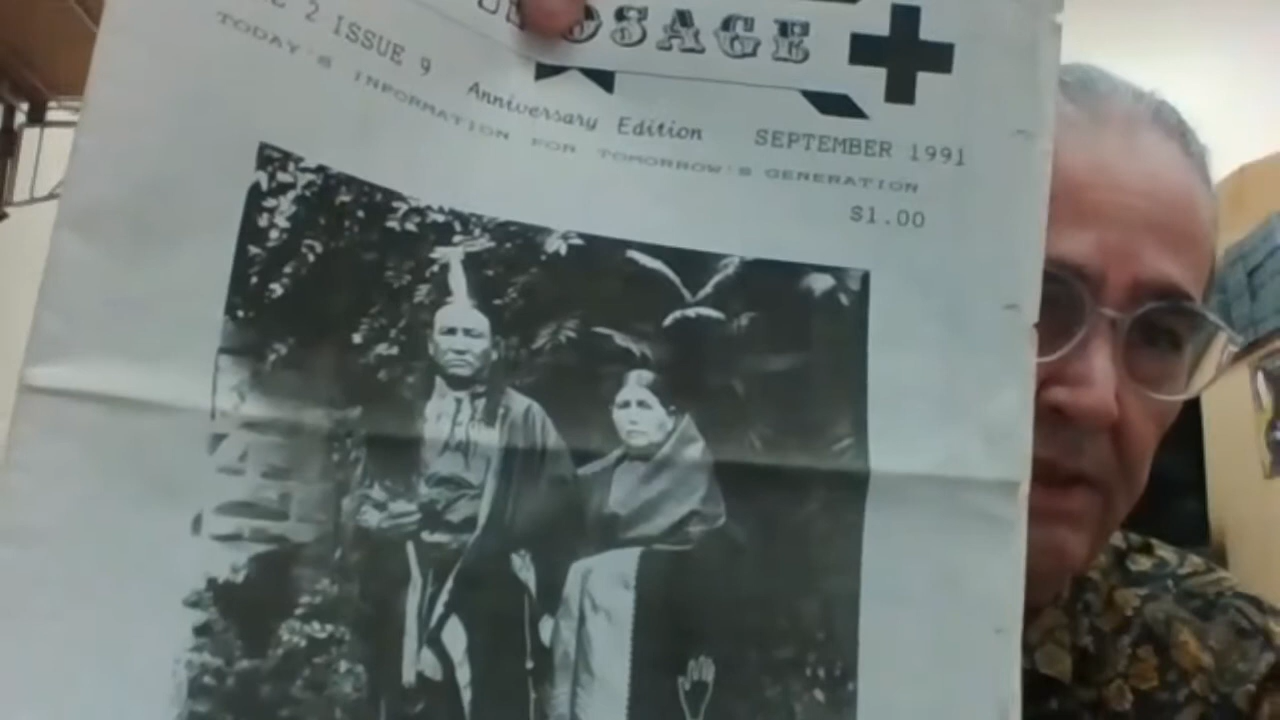 OSAGE
2 ISSUE 9 Anniversary Edition SEPTEMBER 1991
TODAY'S INFORMATION FOR TOMORROW'S GENERATION
$1.00